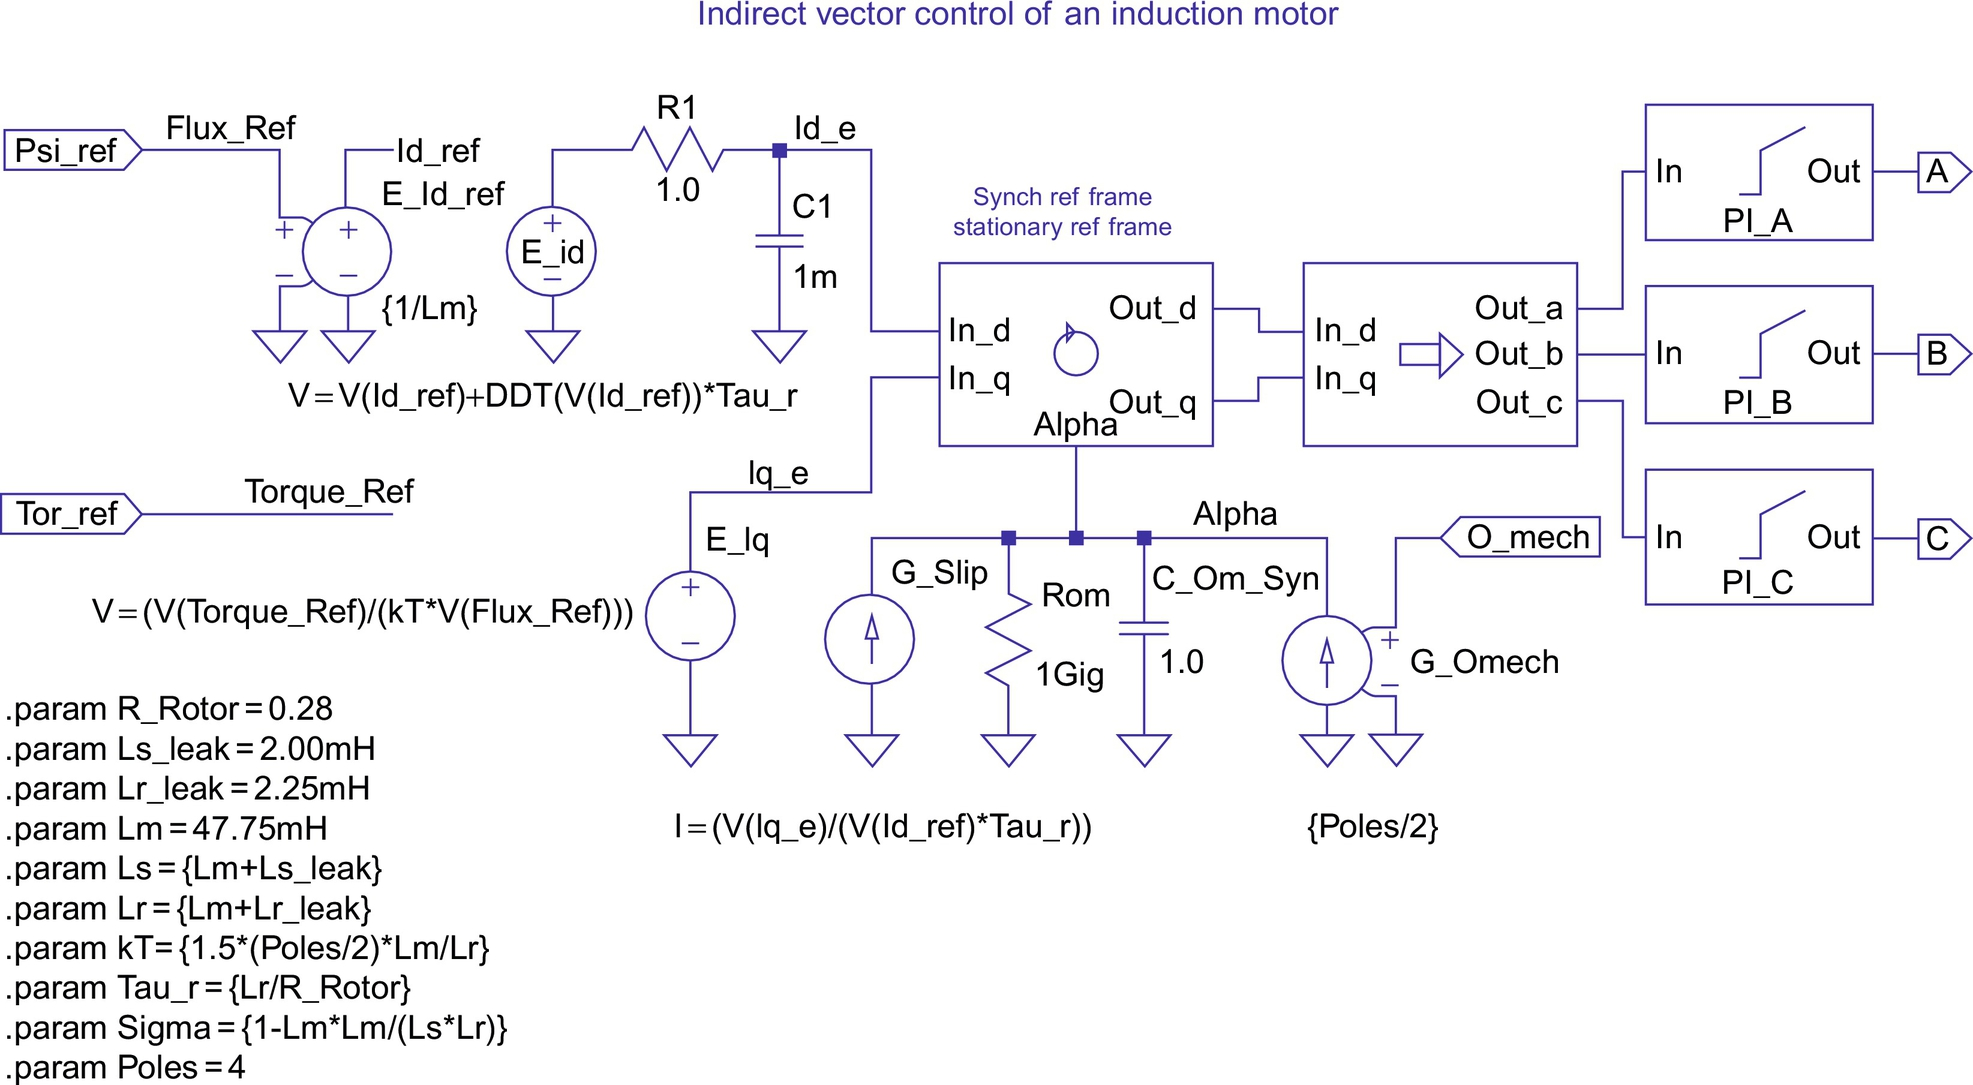 Indirect vector control of an induction motor
Psi_ref
Flux_Ref
Id_ref
E_Id_ref
+
−
+
−
{1/Lm}
E_id
+
−
R1
1.0
Id_e
C1
1m
V=V(Id_ref)+DDT(V(Id_ref))*Tau_r
Synch ref frame
stationary ref frame
In_d
In_q
Out_d
Out_q
Alpha
In_d
In_q
Out_a
Out_b
Out_c
In
Out
PI_A
A
In
Out
PI_B
B
In
Out
PI_C
C
Tor_ref
Torque_Ref
Iq_e
E_Iq
+
−
V=(V(Torque_Ref)/(kT*V(Flux_Ref)))
Alpha
G_Slip
Rom
1Gig
C_Om_Syn
1.0
O_mech
+
−
G_Omech
I=(V(Iq_e)/(V(Id_ref)*Tau_r))
{Poles/2}
.param R_Rotor=0.28
.param Ls_leak=2.00mH
.param Lr_leak=2.25mH
.param Lm=47.75mH
.param Ls={Lm+Ls_leak}
.param Lr={Lm+Lr_leak}
.param kT={1.5*(Poles/2)*Lm/Lr}
.param Tau_r={Lr/R_Rotor}
.param Sigma={1-Lm*Lm/(Ls*Lr)}
.param Poles=4